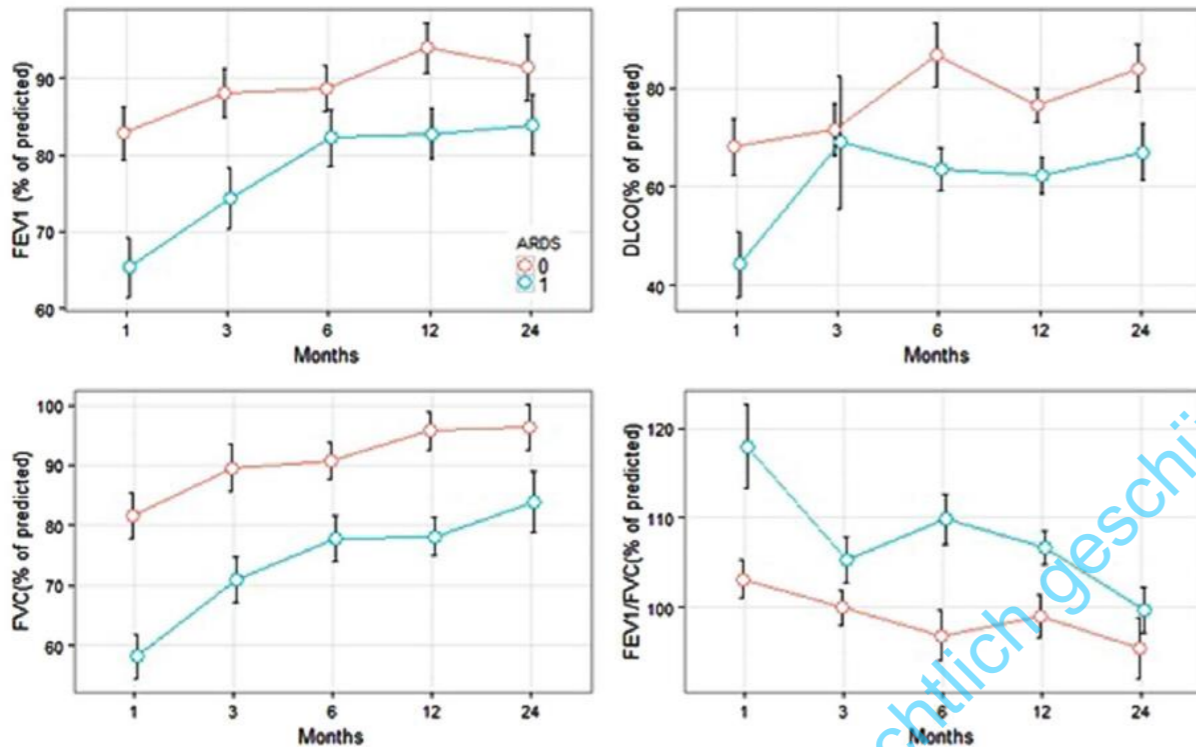 FEV1 (% of predicted)
90
80
70
60
ARDS
0
1
1 3 6 12 24
Months
DLCO(% of predicted)
80
60
40
1 3 6 12 24
Months
FVC(% of predicted)
100
90
80
70
60
1 3 6 12 24
Months
FEV1/FVC(% of predicted)
120
110
100
1 3 6 12 24
Months
chtlich geschü